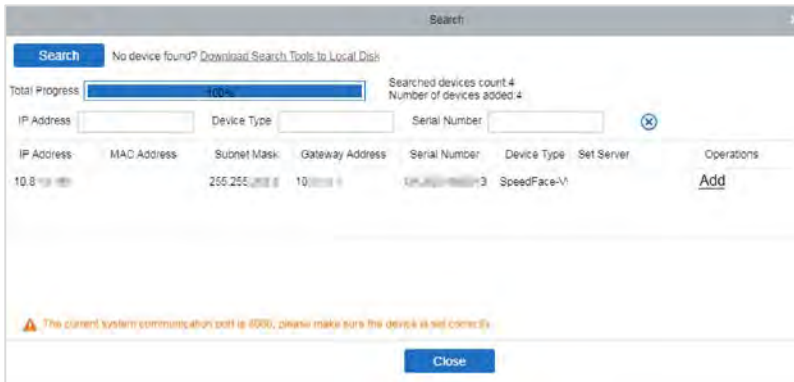 Search
Search No device found? Download Search Tools to Local Disk
Total Progress 100% Searched devices count:4
Number of devices added:4
IP Address Device Type Serial Number
IP Address MAC Address Subnet Mask Gateway Address Serial Number Device Type Set Server Operations
10.8 255.255. 10 3 SpeedFace-V Add
The current system communication port is 8088, please make sure the device is set correctly.
Close